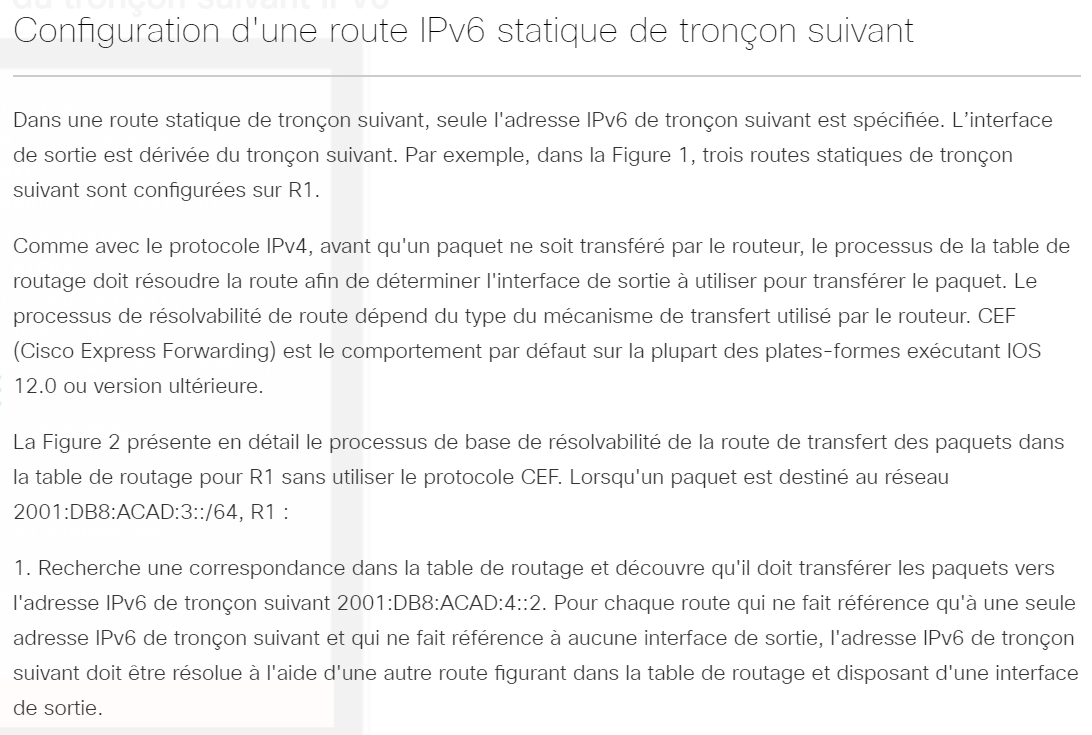 Configuration d'une route IPv6 statique de tronçon suivant
Dans une route statique de tronçon suivant, seule l'adresse IPv6 de tronçon suivant est spécifiée. L’interface
de sortie est dérivée du tronçon suivant. Par exemple, dans la Figure 1, trois routes statiques de tronçon
suivant sont configurées sur R1.
Comme avec le protocole IPv4, avant qu'un paquet ne soit transféré par le routeur, le processus de la table de
routage doit résoudre la route afin de déterminer l'interface de sortie à utiliser pour transférer le paquet. Le
processus de résolvabilité de route dépend du type du mécanisme de transfert utilisé par le routeur. CEF
(Cisco Express Forwarding) est le comportement par défaut sur la plupart des plates-formes exécutant IOS
12.0 ou version ultérieure.
La Figure 2 présente en détail le processus de base de résolvabilité de la route de transfert des paquets dans
la table de routage pour R1 sans utiliser le protocole CEF. Lorsqu'un paquet est destiné au réseau
2001:DB8:ACAD:3::/64, R1 :
1. Recherche une correspondance dans la table de routage et découvre qu'il doit transférer les paquets vers
l'adresse IPv6 de tronçon suivant 2001:DB8:ACAD:4::2. Pour chaque route qui ne fait référence qu'à une seule
adresse IPv6 de tronçon suivant et qui ne fait référence à aucune interface de sortie, l'adresse IPv6 de tronçon
suivant doit être résolue à l'aide d'une autre route figurant dans la table de routage et disposant d'une interface
de sortie.